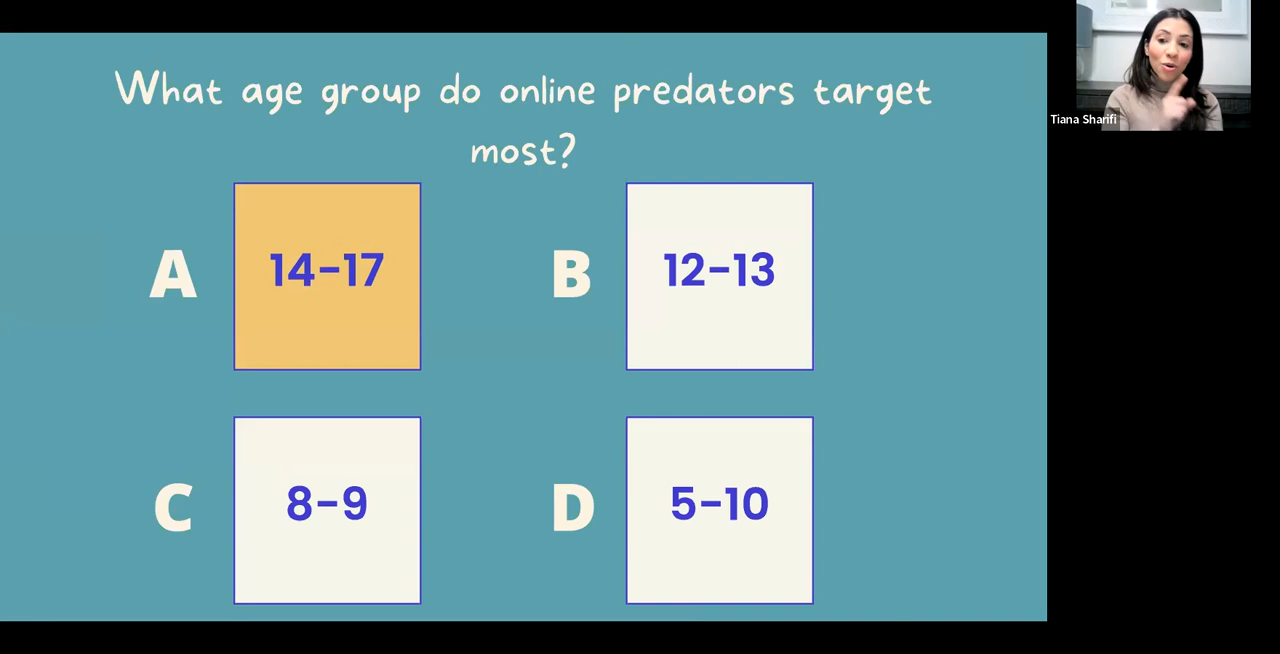 What age group do online predators target
most?
Tiana Sharifi
A
14-17
B
12-13
C
8-9
D
5-10